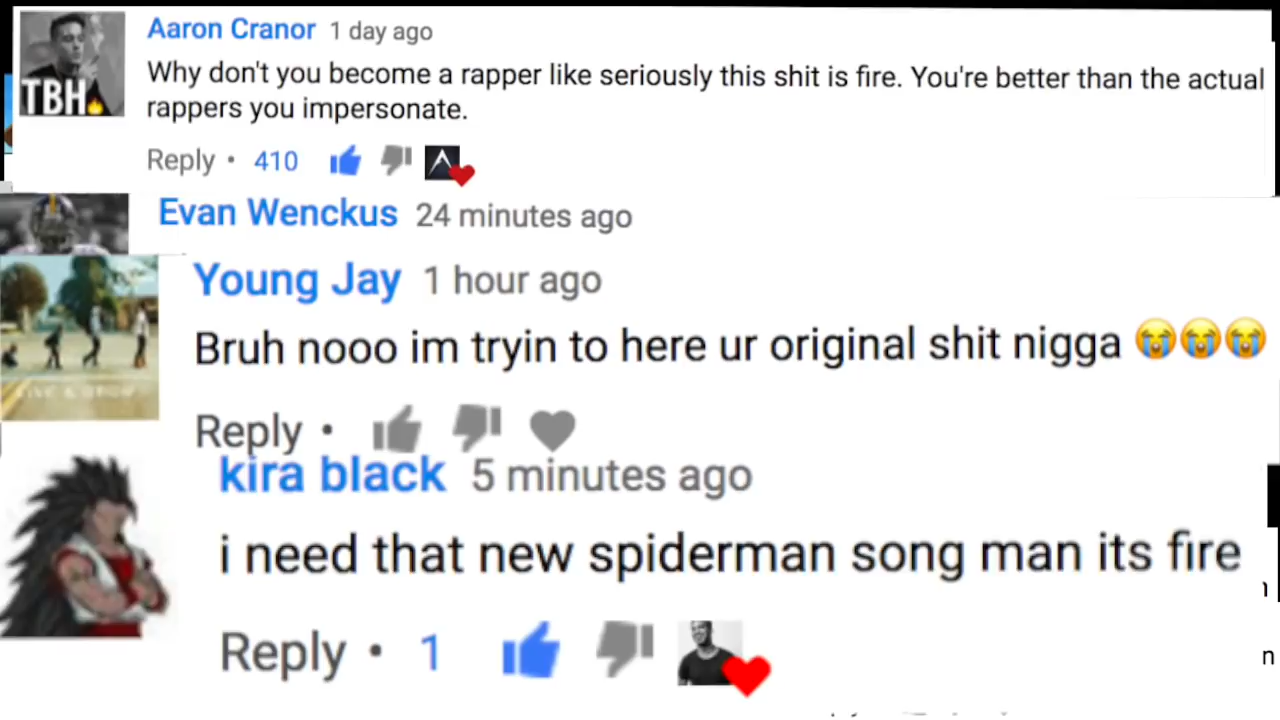 Aaron Cranor 1 day ago
Why don't you become a rapper like seriously this shit is fire. You're better than the actual
rappers you impersonate.
TBH🔥
Reply • 410
Evan Wenckus 24 minutes ago
Young Jay 1 hour ago
Bruh nooo im tryin to here ur original shit nigga 😭😭😭
Reply •
kira black 5 minutes ago
i need that new spiderman song man its fire
Reply • 1
n